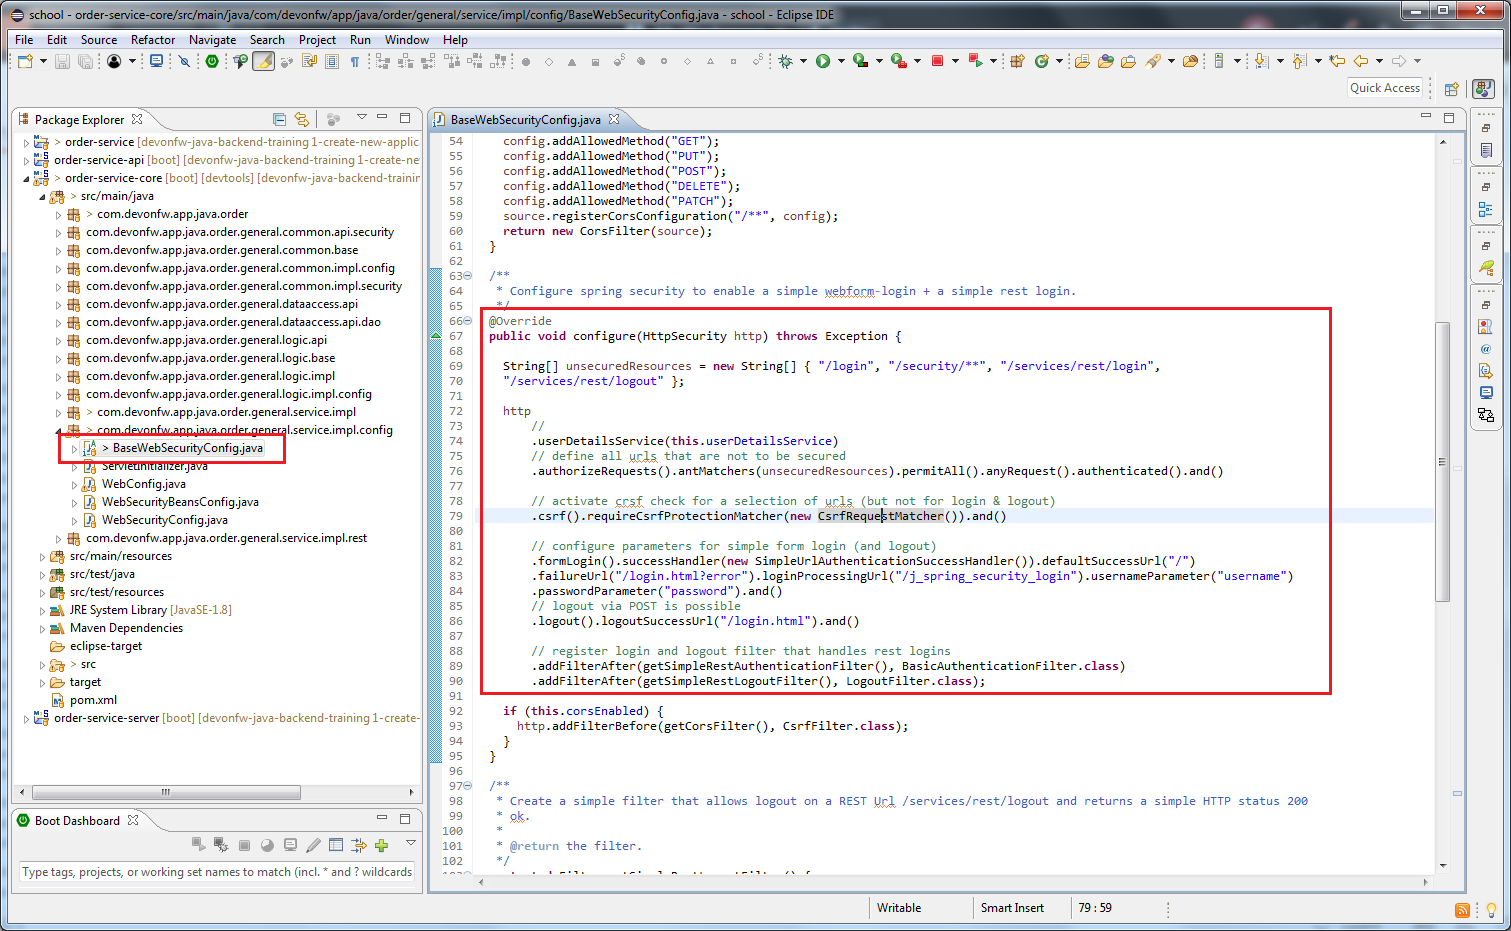 school - order-service-core/src/main/java/com/devonfw/app/java/order/general/service/impl/config/BaseWebSecurityConfig.java - school - Eclipse IDE
File Edit Source Refactor Navigate Search Project Run Window Help
Quick Access
Package Explorer
> order-service [devonfw-java-backend-training 1-create-new-applic
order-service-api [boot] [devonfw-java-backend-training 1-create-ne
> order-service-core [boot] [devtools] [devonfw-java-backend-trainin
> src/main/java
> com.devonfw.app.java.order
com.devonfw.app.java.order.general.common.api.security
com.devonfw.app.java.order.general.common.base
com.devonfw.app.java.order.general.common.impl.config
com.devonfw.app.java.order.general.common.impl.security
com.devonfw.app.java.order.general.dataaccess.api
com.devonfw.app.java.order.general.dataaccess.api.dao
com.devonfw.app.java.order.general.logic.api
com.devonfw.app.java.order.general.logic.base
com.devonfw.app.java.order.general.logic.impl
com.devonfw.app.java.order.general.logic.impl.config
> com.devonfw.app.java.order.general.service.impl
> com.devonfw.app.java.order.general.service.impl.config
> BaseWebSecurityConfig.java
ServletInitializer.java
WebConfig.java
WebSecurityBeansConfig.java
WebSecurityConfig.java
com.devonfw.app.java.order.general.service.impl.rest
src/main/resources
src/test/java
src/test/resources
JRE System Library [JavaSE-1.8]
Maven Dependencies
eclipse-target
> src
target
pom.xml
order-service-server [boot] [devonfw-java-backend-training 1-create-
Boot Dashboard
Type tags, projects, or working set names to match (incl. * and ? wildcards
BaseWebSecurityConfig.java
54 config.addAllowedMethod("GET");
55 config.addAllowedMethod("PUT");
56 config.addAllowedMethod("POST");
57 config.addAllowedMethod("DELETE");
58 config.addAllowedMethod("PATCH");
59 source.registerCorsConfiguration("/**", config);
60 return new CorsFilter(source);
61 }
62
63 /**
64 * Configure spring security to enable a simple webform-login + a simple rest login.
65 */
66 @Override
67 public void configure(HttpSecurity http) throws Exception {
68
69 String[] unsecuredResources = new String[] { "/login", "/security/**", "/services/rest/login",
70 "/services/rest/logout" };
71
72 http
73 //
74 .userDetailsService(this.userDetailsService)
75 // define all urls that are not to be secured
76 .authorizeRequests().antMatchers(unsecuredResources).permitAll().anyRequest().authenticated().and()
77
78 // activate crsf check for a selection of urls (but not for login & logout)
79 .csrf().requireCsrfProtectionMatcher(new CsrfRequestMatcher()).and()
80
81 // configure parameters for simple form login (and logout)
82 .formLogin().successHandler(new SimpleUrlAuthenticationSuccessHandler()).defaultSuccessUrl("/")
83 .failureUrl("/login.html?error").loginProcessingUrl("/j_spring_security_login").usernameParameter("username")
84 .passwordParameter("password").and()
85 // logout via POST is possible
86 .logout().logoutSuccessUrl("/login.html").and()
87
88 // register login and logout filter that handles rest logins
89 .addFilterAfter(getSimpleRestAuthenticationFilter(), BasicAuthenticationFilter.class)
90 .addFilterAfter(getSimpleRestLogoutFilter(), LogoutFilter.class);
91
92 if (this.corsEnabled) {
93 http.addFilterBefore(getCorsFilter(), CsrfFilter.class);
94 }
95 }
96
97 /**
98 * Create a simple filter that allows logout on a REST Url /services/rest/logout and returns a simple HTTP status 200
99 * ok.
100 *
101 * @return the filter.
102 */
Writable Smart Insert 79 : 59